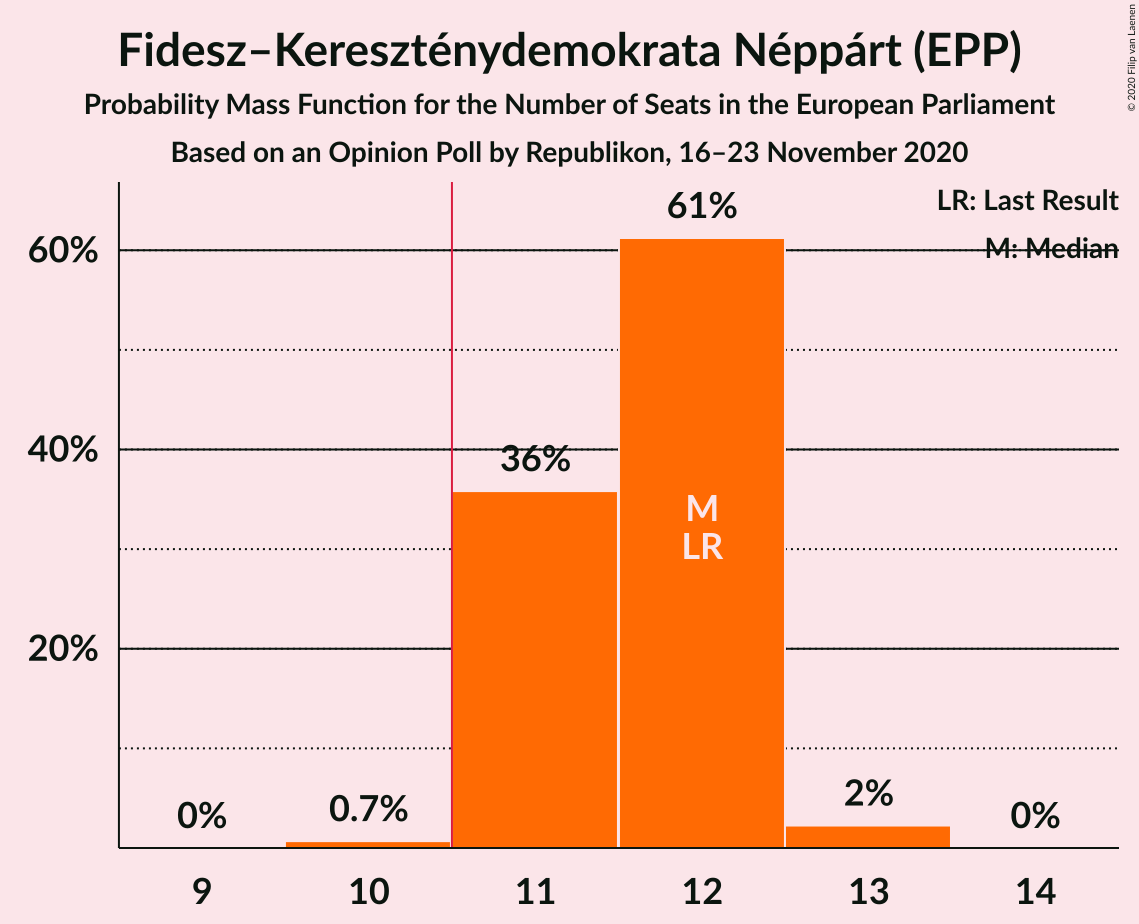 Fidesz–Kereszténydemokrata Néppárt (EPP)
Probability Mass Function for the Number of Seats in the European Parliament
Based on an Opinion Poll by Republikon, 16–23 November 2020
© 2020 Filip van Laenen
LR: Last Result
M: Median
60%
40%
20%
0%
0.7%
36%
61%
M
LR
2%
0%
9
10
11
12
13
14